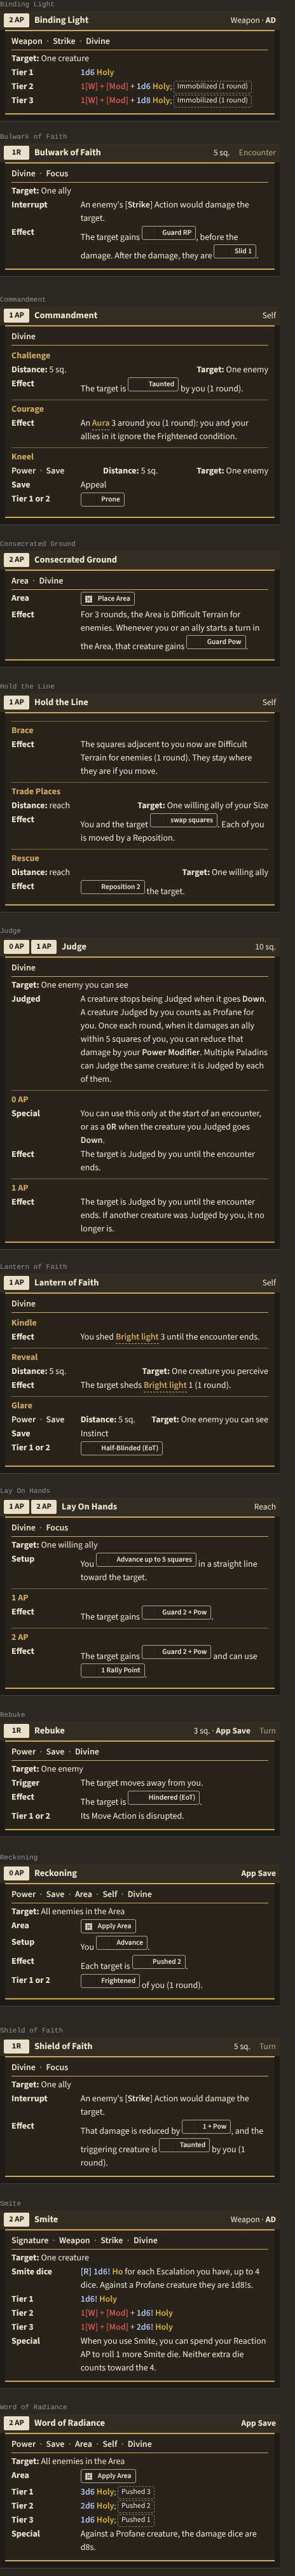 Binding Light
2 AP Binding Light Weapon · AD
Weapon · Strike · Divine
Target: One creature
Tier 1 1d6 Holy
Tier 2 1[W] + [Mod] + 1d6 Holy; Immobilized (1 round)
Tier 3 1[W] + [Mod] + 1d8 Holy; Immobilized (1 round)
Bulwark of Faith
1R Bulwark of Faith 5 sq. Encounter
Divine · Focus
Target: One ally
Interrupt An enemy's [Strike] Action would damage the
target.
Effect The target gains Guard RP, before the
damage. After the damage, they are Slid 1.
Commandment
1 AP Commandment Self
Divine
Challenge
Distance: 5 sq. Target: One enemy
Effect The target is Taunted by you (1 round).
Courage
Effect An Aura 3 around you (1 round): you and your
allies in it ignore the Frightened condition.
Kneel
Power · Save Distance: 5 sq. Target: One enemy
Save Appeal
Tier 1 or 2 Prone
Consecrated Ground
2 AP Consecrated Ground
Area · Divine
Area Place Area
Effect For 3 rounds, the Area is Difficult Terrain for
enemies. Whenever you or an ally starts a turn in
the Area, that creature gains Guard Pow.
Hold the Line
1 AP Hold the Line Self
Brace
Effect The squares adjacent to you now are Difficult
Terrain for enemies (1 round). They stay where
they are if you move.
Trade Places
Distance: reach Target: One willing ally of your Size
Effect You and the target swap squares. Each of you
is moved by a Reposition.
Rescue
Distance: reach Target: One willing ally
Effect Reposition 2 the target.
Judge
0 AP 1 AP Judge 10 sq.
Divine
Target: One enemy you can see
Judged A creature stops being Judged when it goes Down.
A creature Judged by you counts as Profane for
you. Once each round, when it damages an ally
within 5 squares of you, you can reduce that
damage by your Power Modifier. Multiple Paladins
can Judge the same creature: it is Judged by each
of them.
0 AP
Special You can use this only at the start of an encounter,
or as a 0R when the creature you Judged goes
Down.
Effect The target is Judged by you until the encounter
ends.
1 AP
Effect The target is Judged by you until the encounter
ends. If another creature was Judged by you, it no
longer is.
Lantern of Faith
1 AP Lantern of Faith Self
Divine
Kindle
Effect You shed Bright light 3 until the encounter ends.
Reveal
Distance: 5 sq. Target: One creature you perceive
Effect The target sheds Bright light 1 (1 round).
Glare
Power · Save Distance: 5 sq. Target: One enemy you can see
Save Instinct
Tier 1 or 2 Half-Blinded (EoT)
Lay On Hands
1 AP 2 AP Lay On Hands Reach
Divine · Focus
Target: One willing ally
Setup You Advance up to 5 squares in a straight line
toward the target.
1 AP
Effect The target gains Guard 2 + Pow.
2 AP
Effect The target gains Guard 2 + Pow and can use
1 Rally Point.
Rebuke
1R Rebuke 3 sq. · App Save Turn
Power · Save · Divine
Target: One enemy
Trigger The target moves away from you.
Effect The target is Hindered (EoT).
Tier 1 or 2 Its Move Action is disrupted.
Reckoning
0 AP Reckoning App Save
Power · Save · Area · Self · Divine
Target: All enemies in the Area
Area Apply Area
Setup You Advance.
Effect Each target is Pushed 2.
Tier 1 or 2 Frightened of you (1 round).
Shield of Faith
1R Shield of Faith 5 sq. Turn
Divine · Focus
Target: One ally
Interrupt An enemy's [Strike] Action would damage the
target.
Effect That damage is reduced by 1 + Pow, and the
triggering creature is Taunted by you (1
round).
Smite
2 AP Smite Weapon · AD
Signature · Weapon · Strike · Divine
Target: One creature
Smite dice [R] 1d6! Ho for each Escalation you have, up to 4
dice. Against a Profane creature they are 1d8!s.
Tier 1 1d6! Holy
Tier 2 1[W] + [Mod] + 1d6! Holy
Tier 3 1[W] + [Mod] + 2d6! Holy
Special When you use Smite, you can spend your Reaction
AP to roll 1 more Smite die. Neither extra die
counts toward the 4.
Word of Radiance
2 AP Word of Radiance App Save
Power · Save · Area · Self · Divine
Target: All enemies in the Area
Area Apply Area
Tier 1 3d6 Holy; Pushed 3
Tier 2 2d6 Holy; Pushed 2
Tier 3 1d6 Holy; Pushed 1
Special Against a Profane creature, the damage dice are
d8s.